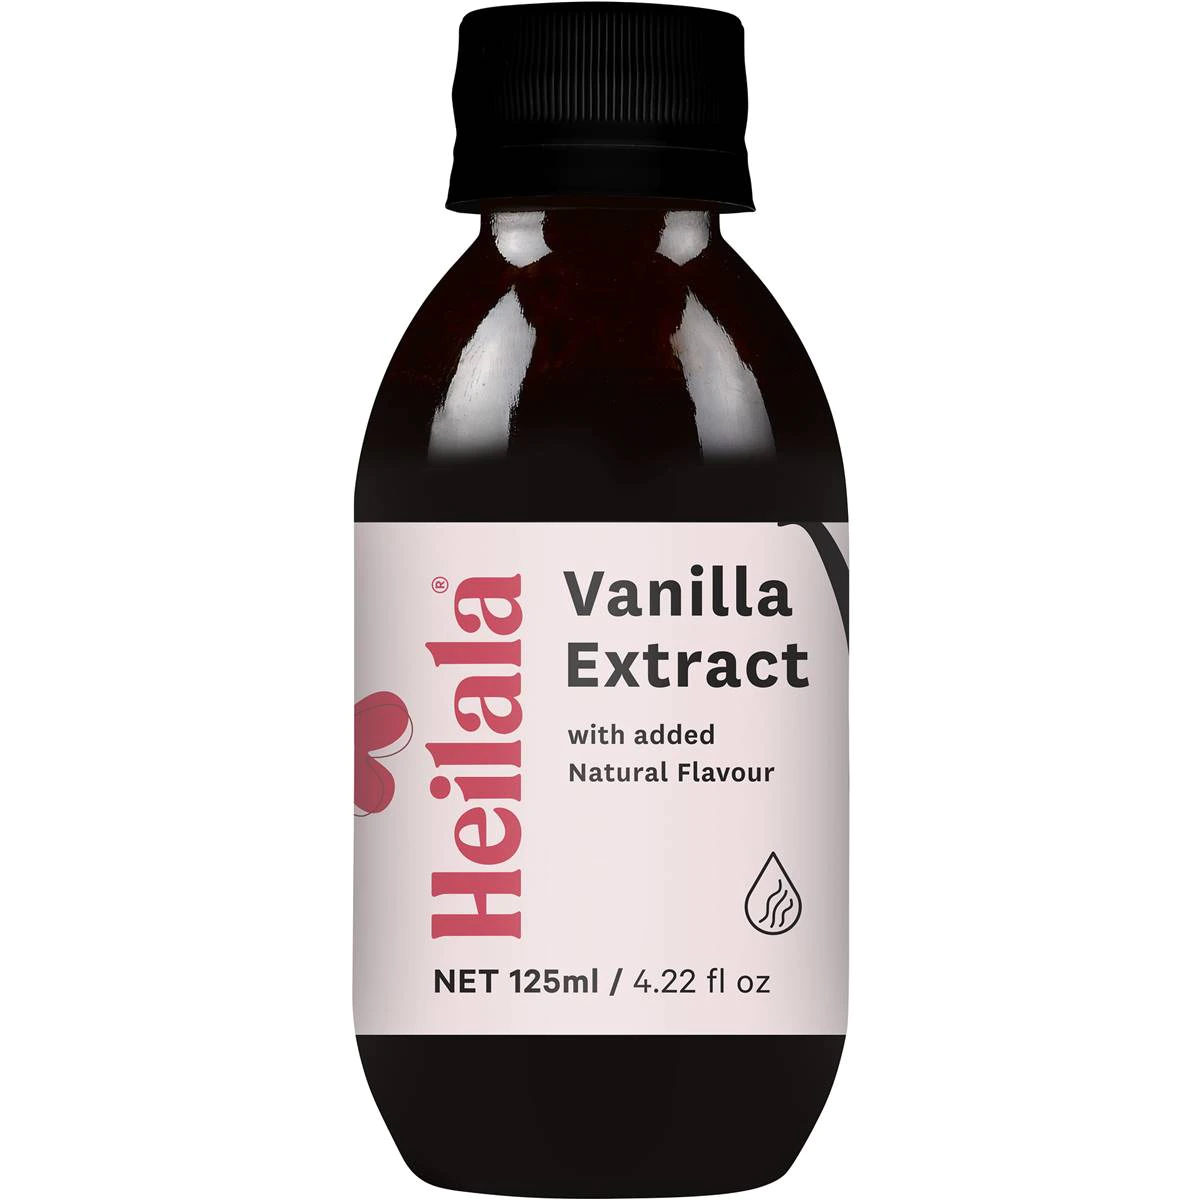 Heilala®
Vanilla
Extract
with added
Natural Flavour
NET 125ml / 4.22 fl oz